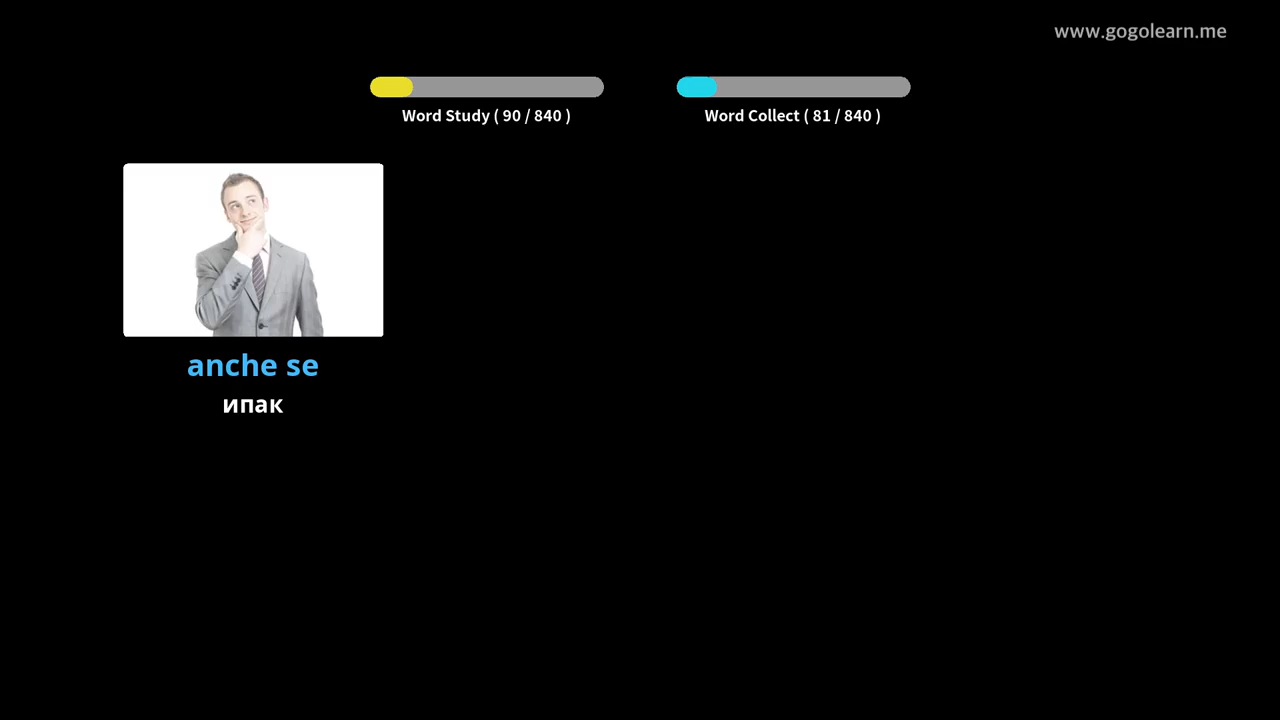 www.gogolearn.me
Word Study ( 90 / 840 )
Word Collect ( 81 / 840 )
anche se
ипак